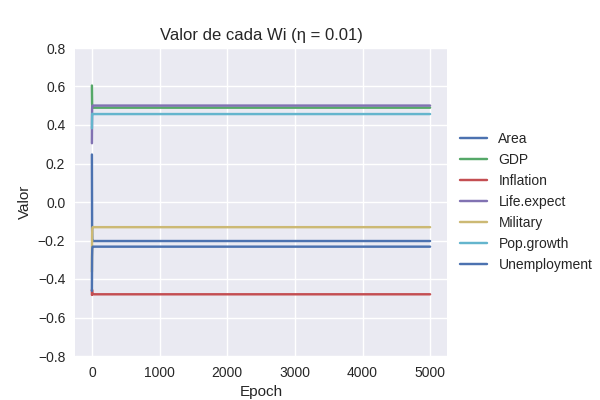 Valor de cada Wi (η = 0.01)
0.8
0.6
0.4
0.2
0.0
−0.2
−0.4
−0.6
−0.8
Valor
0 1000 2000 3000 4000 5000
Epoch
Area
GDP
Inflation
Life.expect
Military
Pop.growth
Unemployment